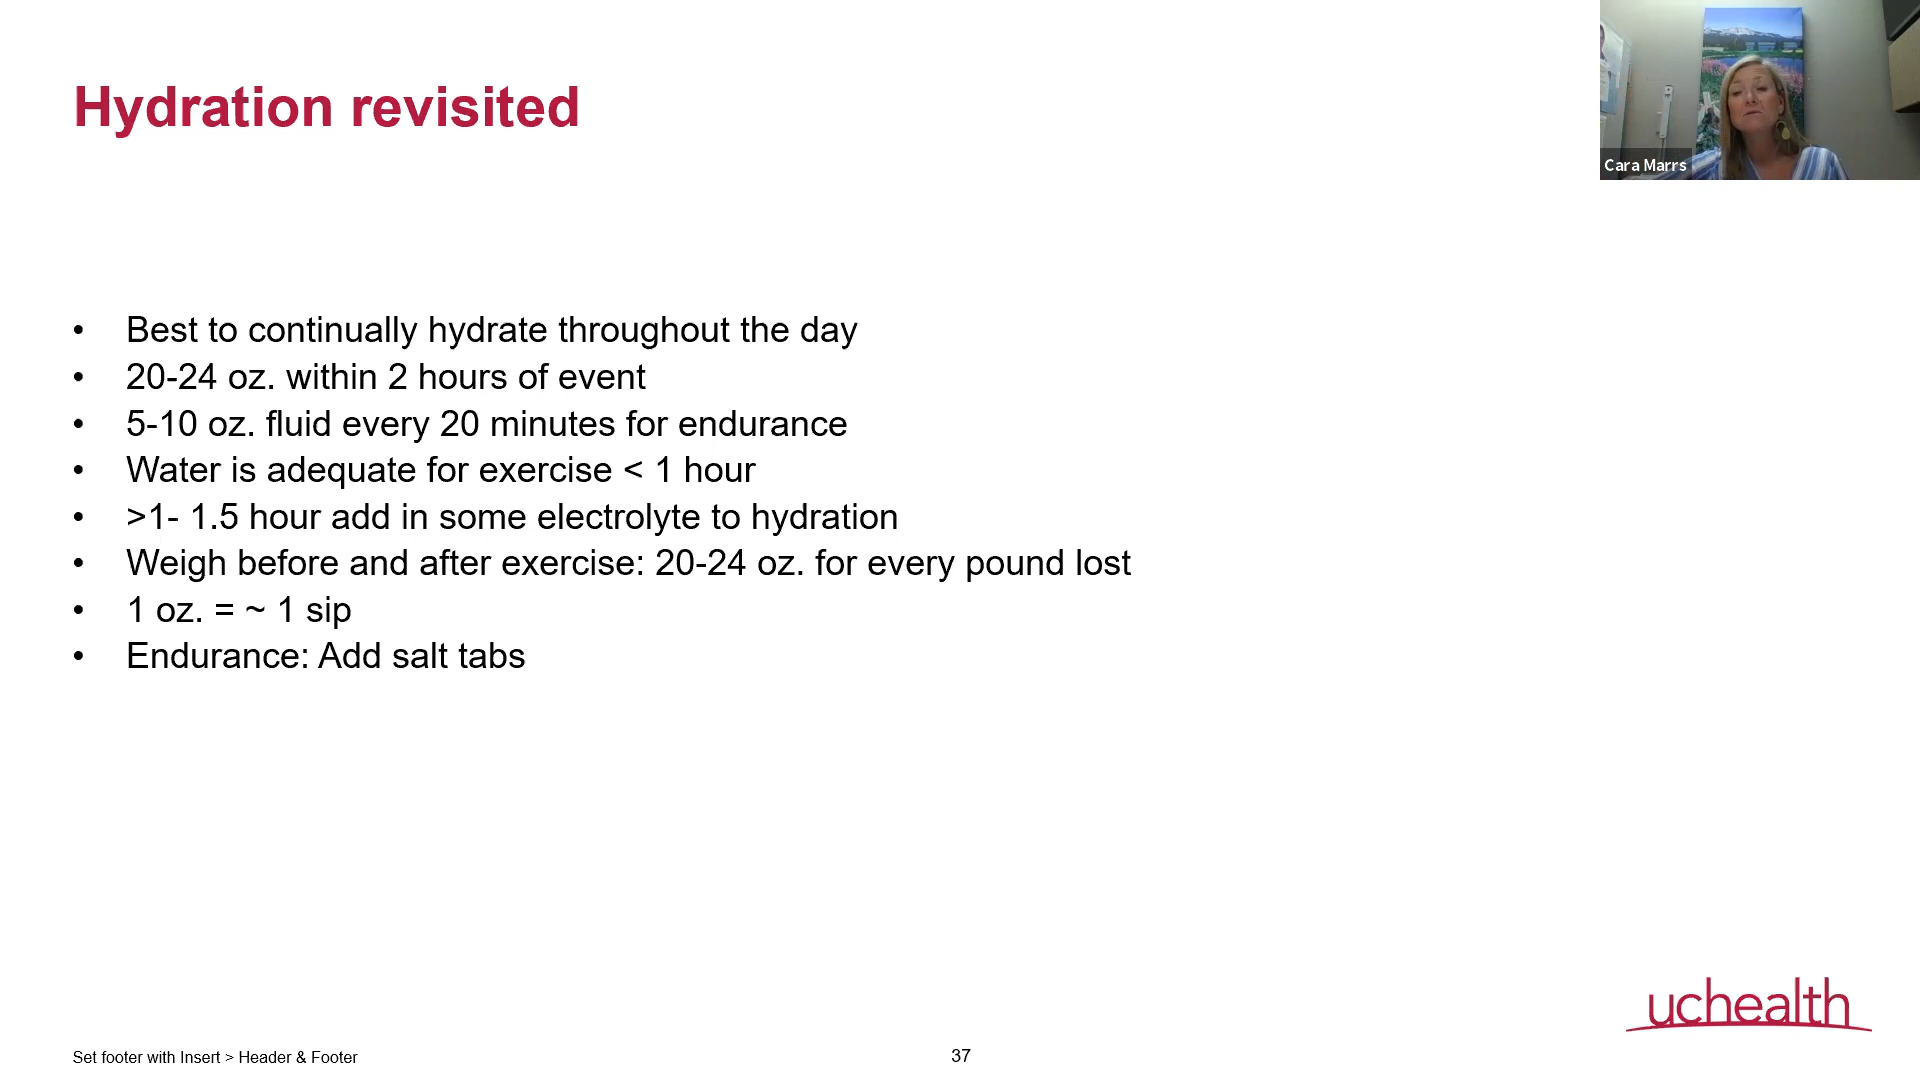 Hydration revisited
Cara Marrs
• Best to continually hydrate throughout the day
• 20-24 oz. within 2 hours of event
• 5-10 oz. fluid every 20 minutes for endurance
• Water is adequate for exercise < 1 hour
• >1- 1.5 hour add in some electrolyte to hydration
• Weigh before and after exercise: 20-24 oz. for every pound lost
• 1 oz. = ~ 1 sip
• Endurance: Add salt tabs
uchealth
Set footer with Insert > Header & Footer
37